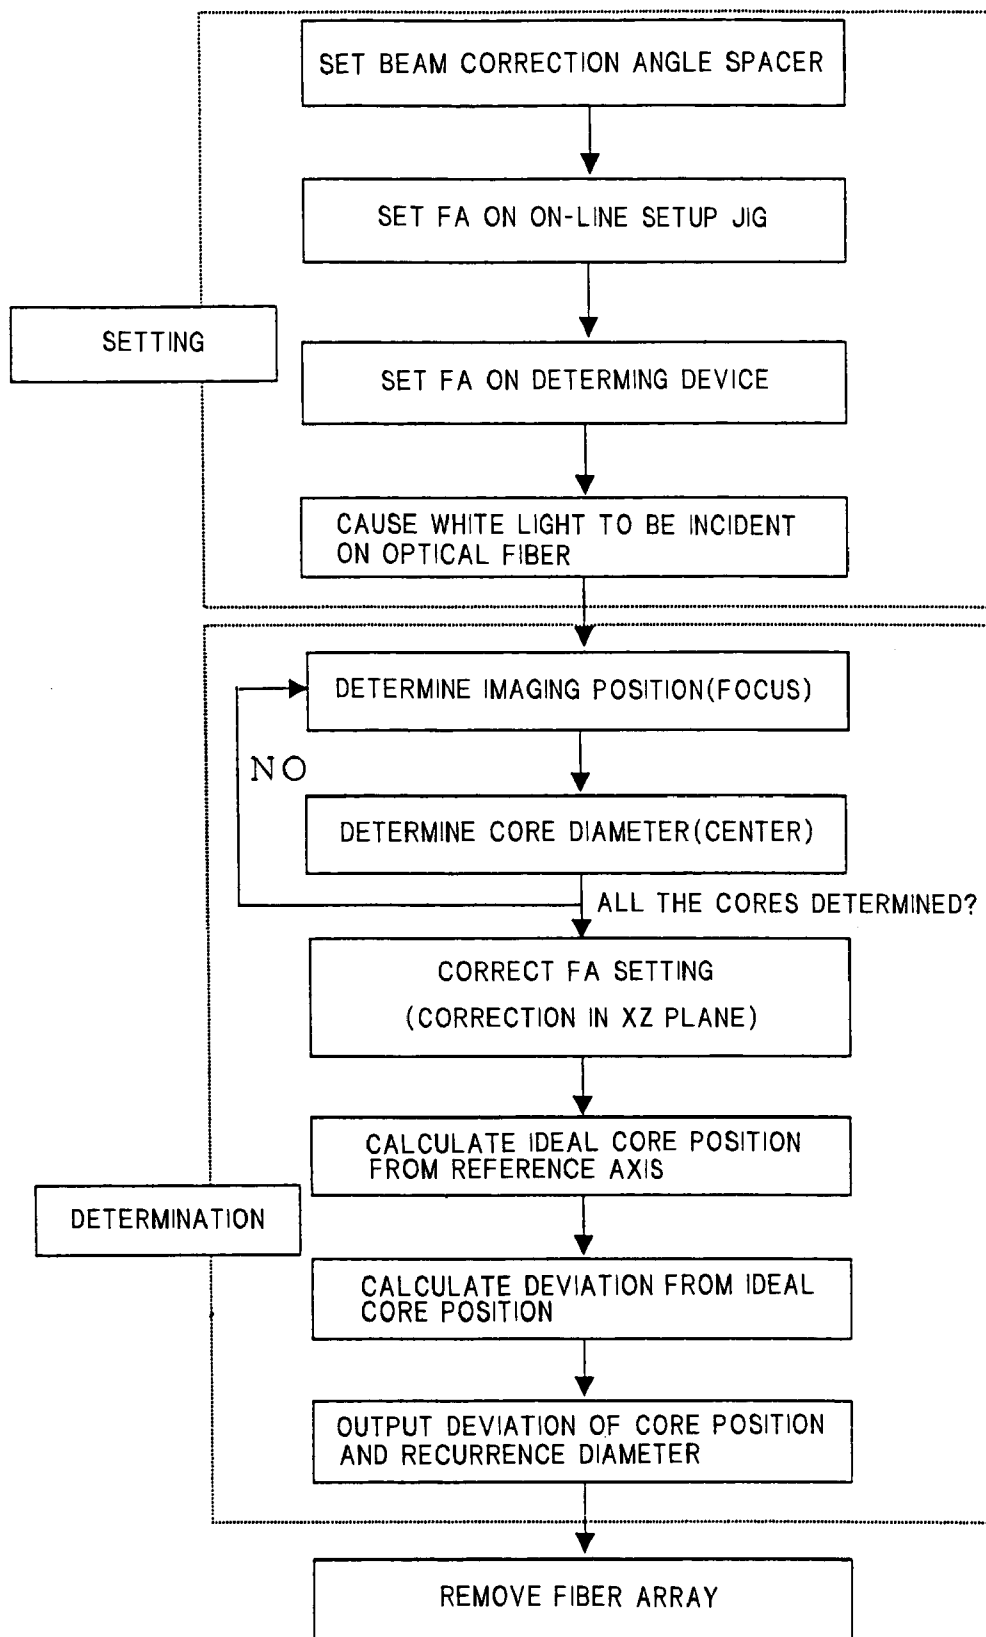 SET BEAM CORRECTION ANGLE SPACER
SET FA ON ON-LINE SETUP JIG
SETTING
SET FA ON DETERMING DEVICE
CAUSE WHITE LIGHT TO BE INCIDENT
ON OPTICAL FIBER
DETERMINE IMAGING POSITION(FOCUS)
NO
DETERMINE CORE DIAMETER(CENTER)
ALL THE CORES DETERMINED?
CORRECT FA SETTING
(CORRECTION IN XZ PLANE)
CALCULATE IDEAL CORE POSITION
FROM REFERENCE AXIS
DETERMINATION
CALCULATE DEVIATION FROM IDEAL
CORE POSITION
OUTPUT DEVIATION OF CORE POSITION
AND RECURRENCE DIAMETER
REMOVE FIBER ARRAY